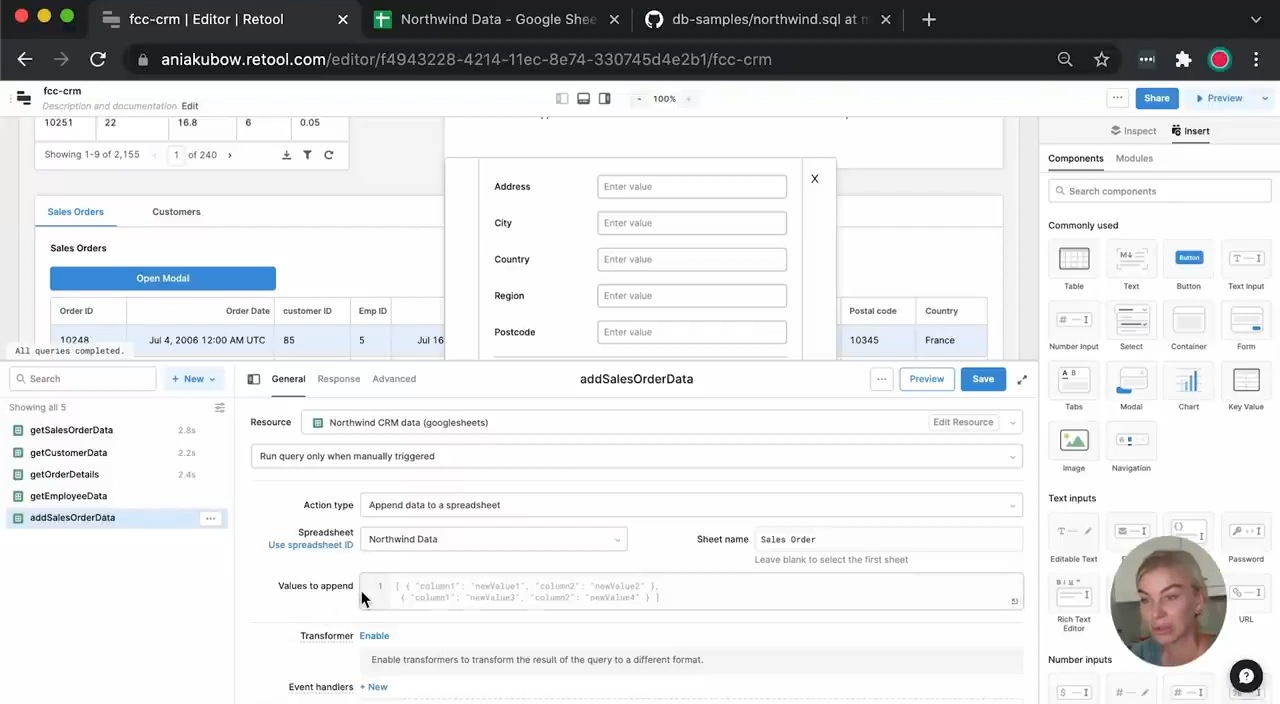 fcc-crm | Editor | Retool
Northwind Data - Google Shee
db-samples/northwind.sql at m
aniakubow.retool.com/editor/f4943228-4214-11ec-8e74-330745d4e2b1/fcc-crm
fcc-crm
Description and documentation Edit
- 100% +
Share
Preview
Inspect
Insert
10251 22 16.8 6 0.05
Showing 1-9 of 2,155 1 of 240
Components Modules
Search components
Commonly used
Table Text Button Text Input
Number Input Select Container Form
Tabs Modal Chart Key Value
Image Navigation
Text inputs
Editable Text
Password
Rich Text Editor
URL
Number inputs
Address Enter value
X
City Enter value
Country Enter value
Region Enter value
Postcode Enter value
Sales Orders Customers
Sales Orders
Open Modal
Order ID Order Date customer ID Emp ID Postal code Country
10248 Jul 4, 2006 12:00 AM UTC 85 5 Jul 16 10345 France
All queries completed.
Search
+ New
Showing all 5
getSalesOrderData 2.8s
getCustomerData 2.2s
getOrderDetails 2.4s
getEmployeeData
addSalesOrderData
General Response Advanced
addSalesOrderData
Preview
Save
Resource Northwind CRM data (googlesheets) Edit Resource
Run query only when manually triggered
Action type Append data to a spreadsheet
Spreadsheet Northwind Data
Use spreadsheet ID
Sheet name Sales Order
Leave blank to select the first sheet
Values to append 1 [ { "column1": "newValue1", "column2": "newValue2" },
{ "column1": "newValue3", "column2": "newValue4" } ]
Transformer Enable
Enable transformers to transform the result of the query to a different format.
Event handlers + New